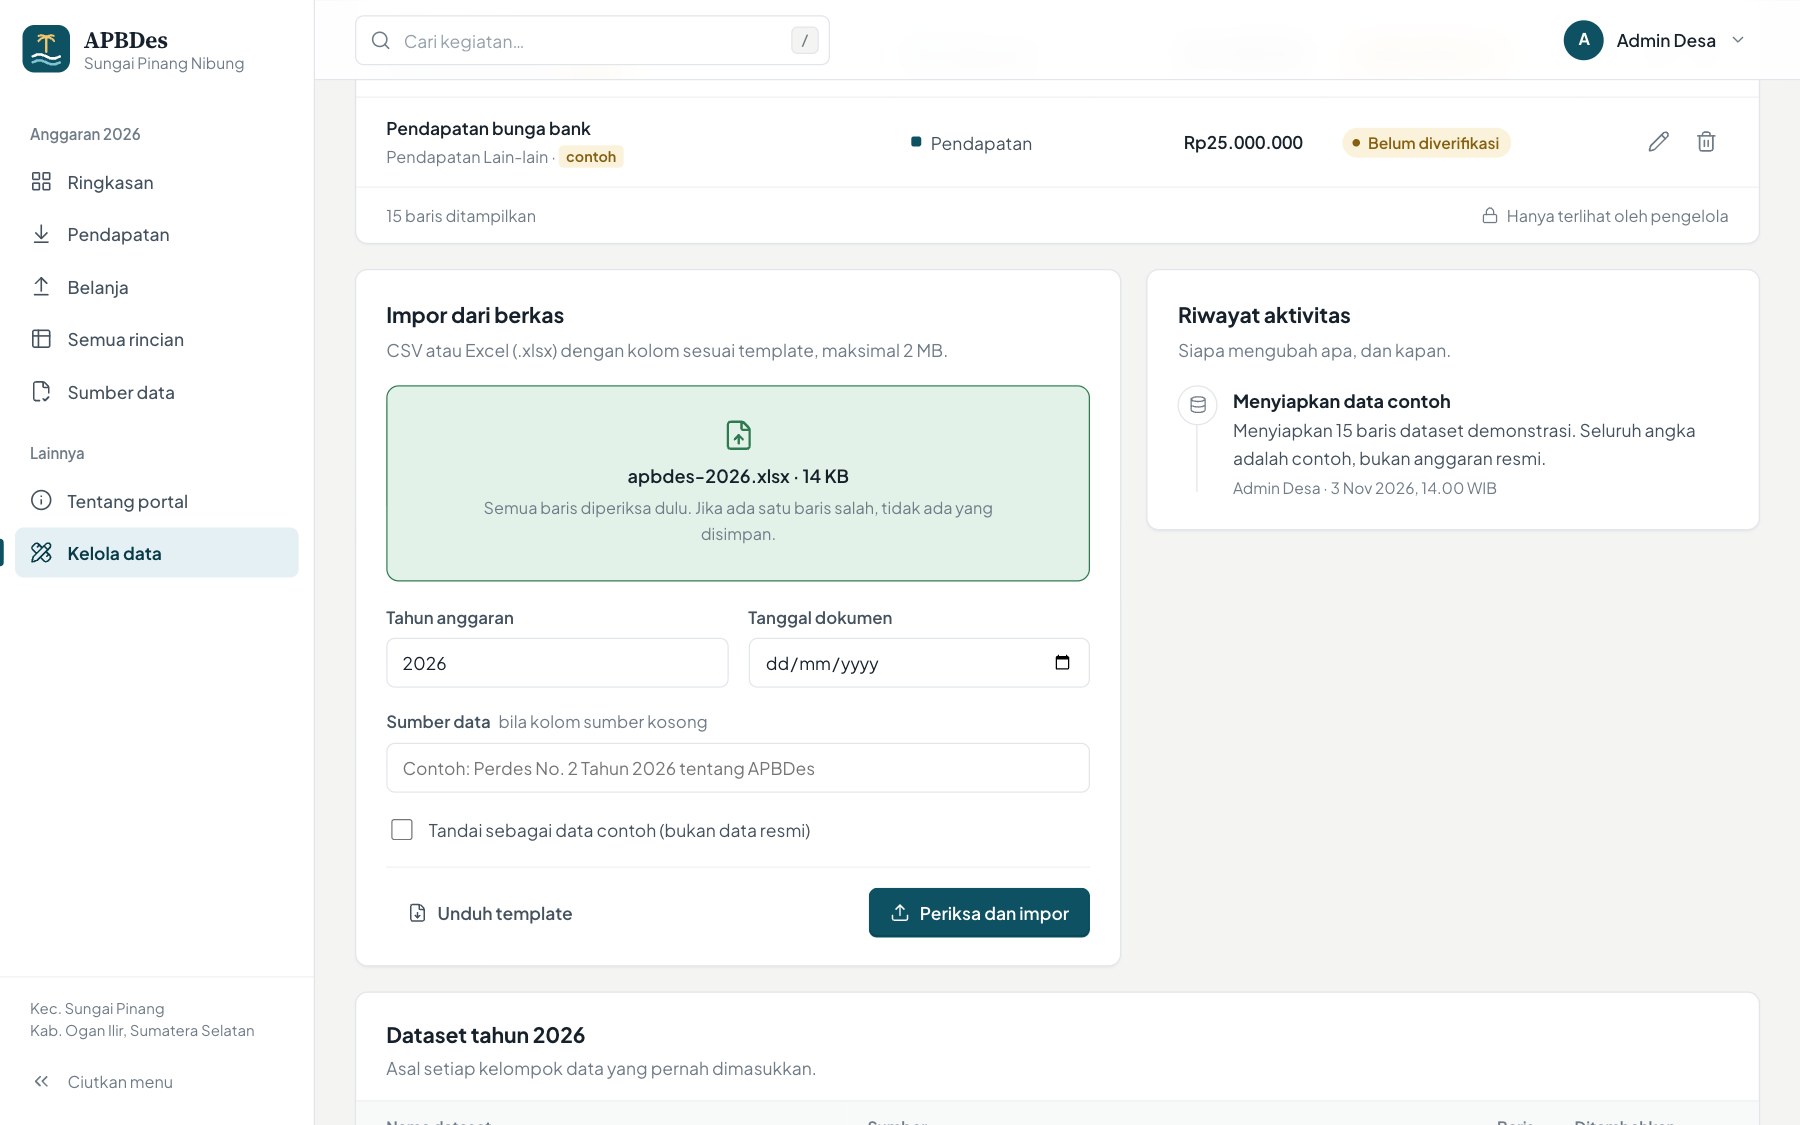 APBDes
Sungai Pinang Nibung
Cari kegiatan...
/
A
Admin Desa
Anggaran 2026
Ringkasan
Pendapatan
Belanja
Semua rincian
Sumber data
Lainnya
Tentang portal
Kelola data
Kec. Sungai Pinang
Kab. Ogan Ilir, Sumatera Selatan
Ciutkan menu
Pendapatan bunga bank
Pendapatan Lain-lain · contoh
Pendapatan
Rp25.000.000
Belum diverifikasi
15 baris ditampilkan
Hanya terlihat oleh pengelola
Impor dari berkas
CSV atau Excel (.xlsx) dengan kolom sesuai template, maksimal 2 MB.
apbdes-2026.xlsx · 14 KB
Semua baris diperiksa dulu. Jika ada satu baris salah, tidak ada yang
disimpan.
Tahun anggaran
Tanggal dokumen
2026
dd/mm/yyyy
Sumber data bila kolom sumber kosong
Contoh: Perdes No. 2 Tahun 2026 tentang APBDes
Tandai sebagai data contoh (bukan data resmi)
Unduh template
Periksa dan impor
Riwayat aktivitas
Siapa mengubah apa, dan kapan.
Menyiapkan data contoh
Menyiapkan 15 baris dataset demonstrasi. Seluruh angka
adalah contoh, bukan anggaran resmi.
Admin Desa · 3 Nov 2026, 14.00 WIB
Dataset tahun 2026
Asal setiap kelompok data yang pernah dimasukkan.